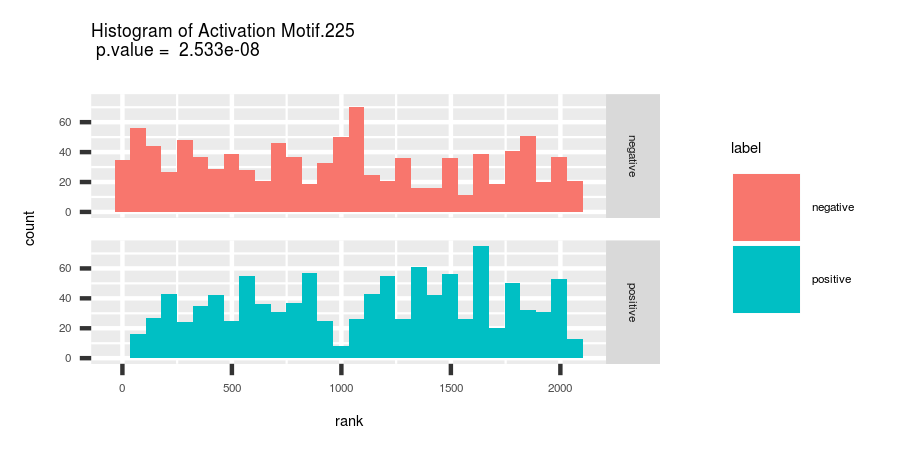 Histogram of Activation Motif.225
p.value = 2.533e-08
count
60
40
20
0
negative
60
40
20
0
positive
0 500 1000 1500 2000
rank
label
negative
positive